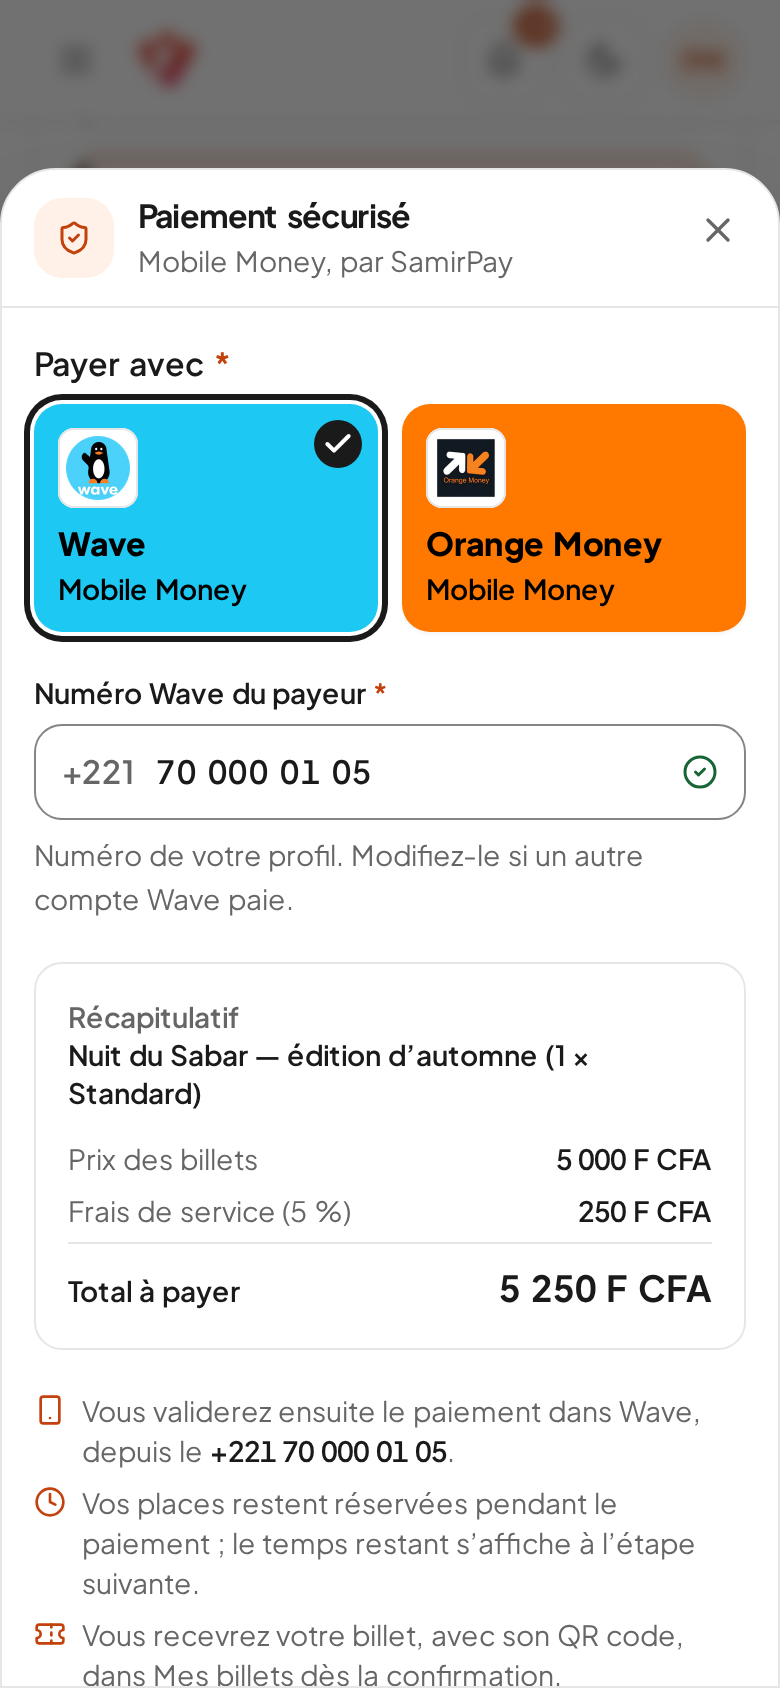 Paiement sécurisé
Mobile Money, par SamirPay
Payer avec *
wave
Orange Money
Wave
Mobile Money
Orange Money
Mobile Money
Numéro Wave du payeur *
+221 70 000 01 05
Numéro de votre profil. Modifiez-le si un autre
compte Wave paie.
Récapitulatif
Nuit du Sabar — édition d’automne (1 ×
Standard)
Prix des billets 5 000 F CFA
Frais de service (5 %) 250 F CFA
Total à payer 5 250 F CFA
Vous validerez ensuite le paiement dans Wave,
depuis le +221 70 000 01 05.
Vos places restent réservées pendant le
paiement ; le temps restant s’affiche à l’étape
suivante.
Vous recevrez votre billet, avec son QR code,
dans Mes billets dès la confirmation.